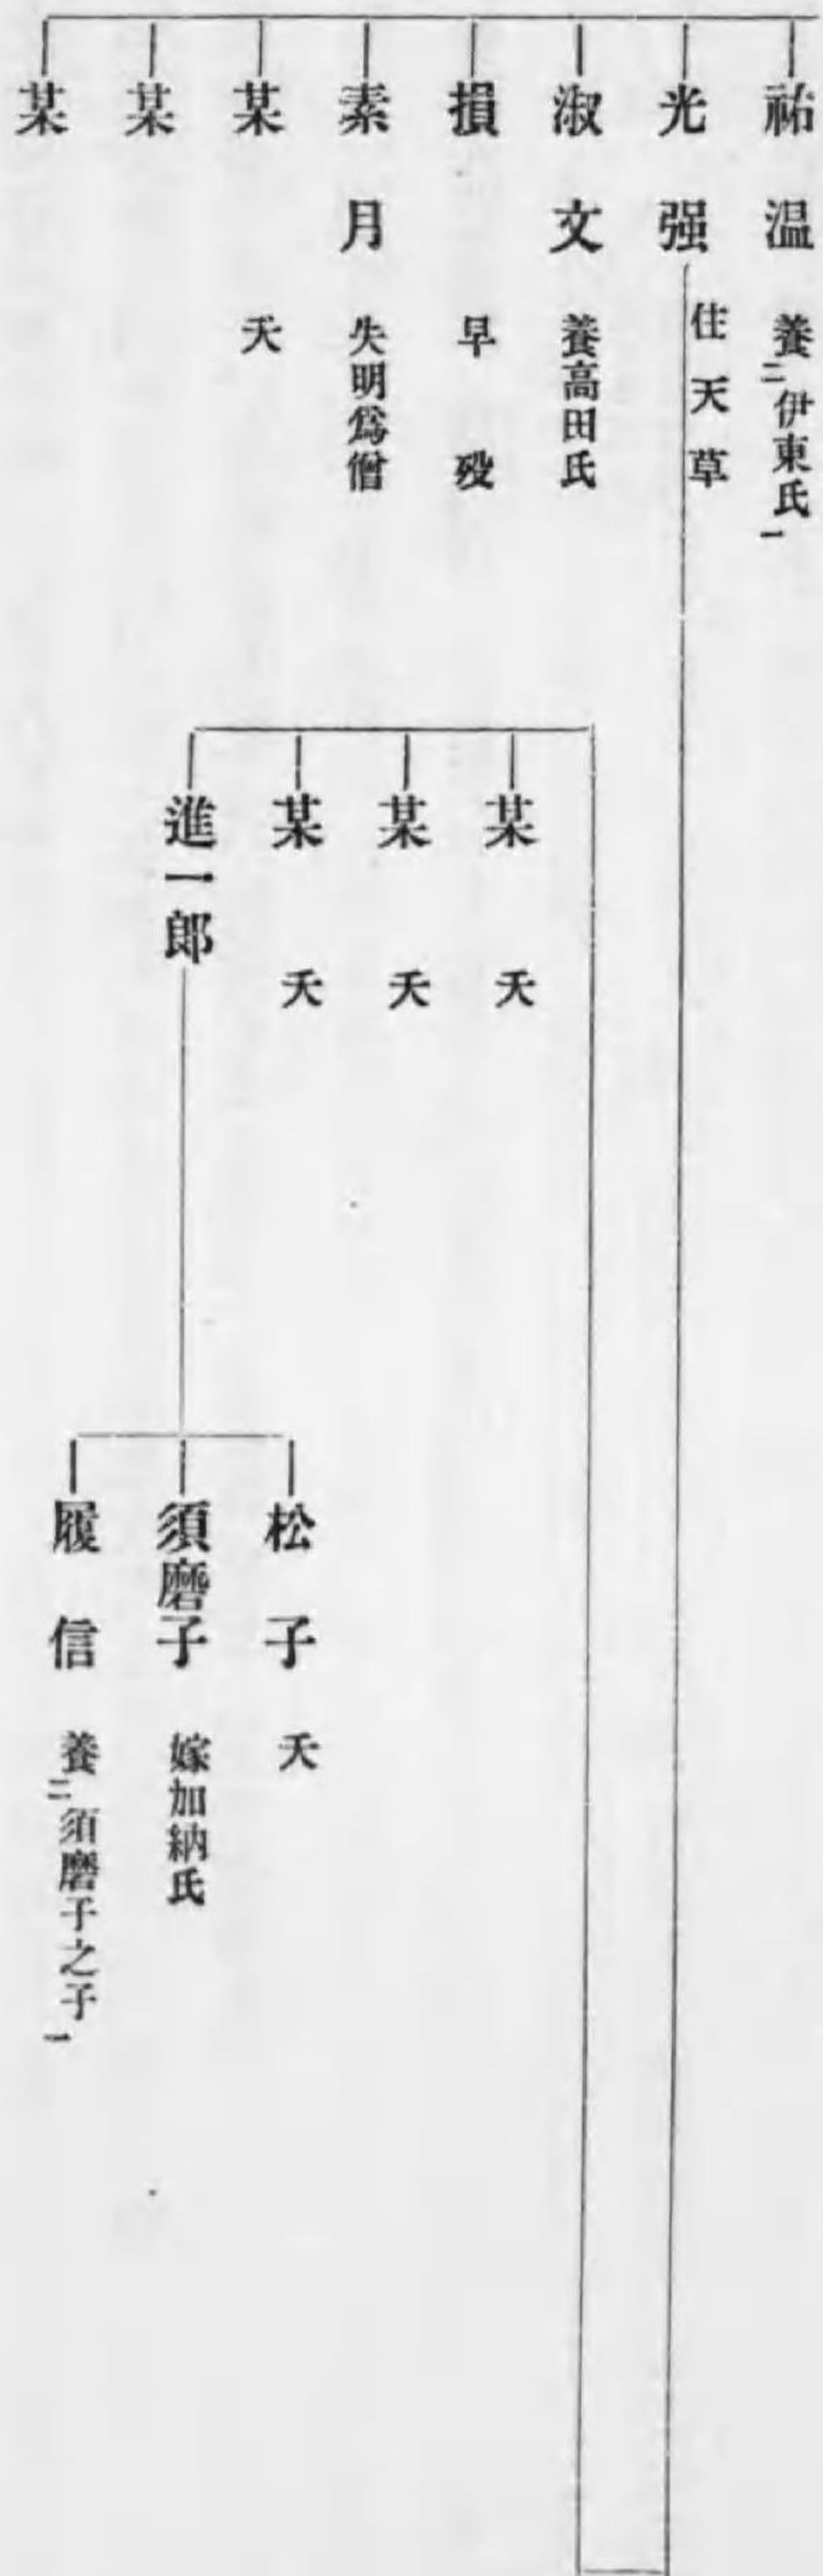 祐温 養㆓伊東氏㆒
光强 住天草
淑文 養高田氏
損 早歿
素月 失明爲僧
某 夭
某
某
某 夭
某 夭
某 夭
進一郎
松子 夭
須磨子 嫁加納氏
履信 養㆓須磨子之子㆒